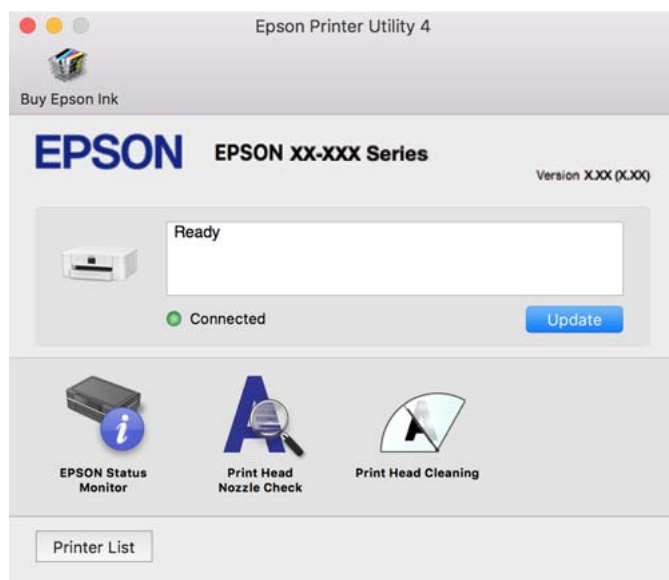 Epson Printer Utility 4
Buy Epson Ink
EPSON
EPSON XX-XXX Series
Version X.XX (X.XX)
Ready
Connected
Update
EPSON Status
Monitor
Print Head
Nozzle Check
Print Head Cleaning
Printer List